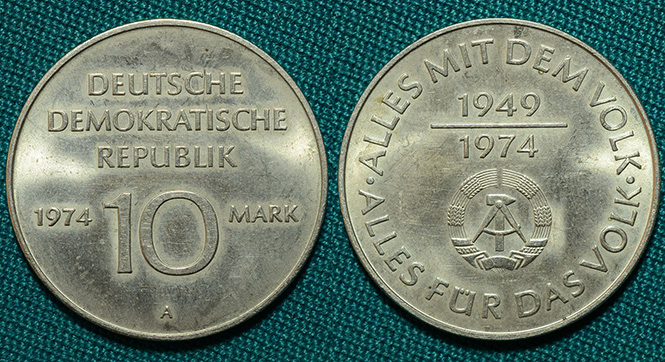 DEUTSCHE
DEMOKRATISCHE
REPUBLIK
1974 10 MARK
A
·ALLES MIT DEM VOLK·ALLES FÜR DAS VOLK
1949
1974